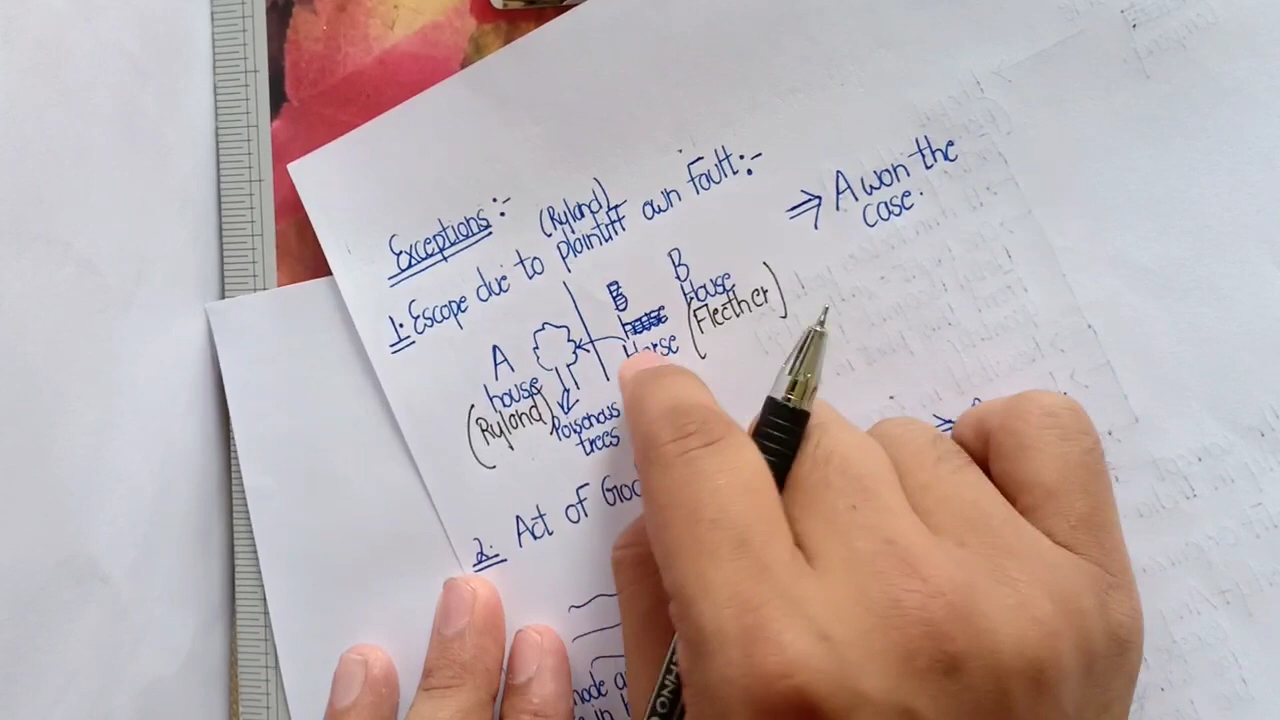 Exceptions:-
(Ryland)
1: Escape due to plaintiff own Fault:-
⇒ A won the
case.
B
House
(Flecther)
Horse
A
house
(Ryland)
Poisonous
trees
2. Act of God